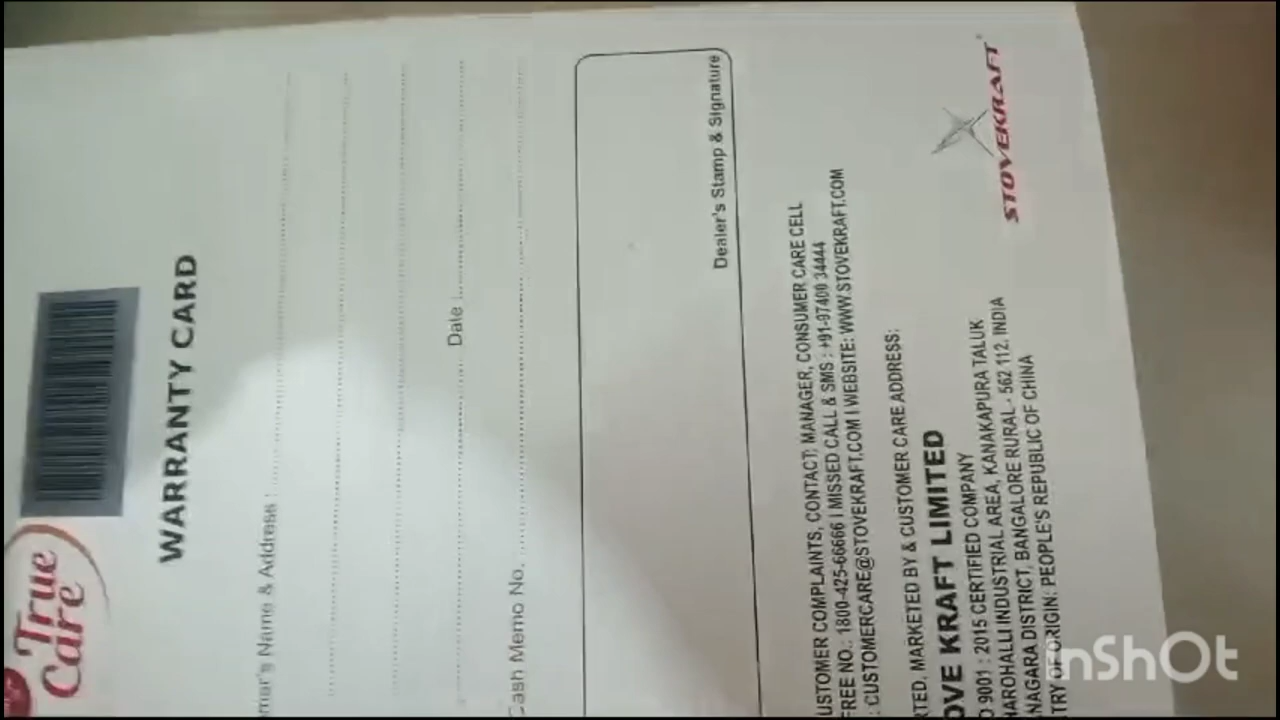 True
Care
WARRANTY CARD
mer's Name & Address :
Date
Cash Memo No.
Dealer's Stamp & Signature
USTOMER COMPLAINTS, CONTACT: MANAGER, CONSUMER CARE CELL
FREE NO.: 1800-425-66666 I MISSED CALL & SMS : +91-97400 34444
: CUSTOMERCARE@STOVEKRAFT.COM I WEBSITE: WWW.STOVEKRAFT.COM
RTED, MARKETED BY & CUSTOMER CARE ADDRESS:
OVE KRAFT LIMITED
O 9001 : 2015 CERTIFIED COMPANY
HAROHALLI INDUSTRIAL AREA, KANAKAPURA TALUK
NAGARA DISTRICT, BANGALORE RURAL - 562 112. INDIA
TRY OF ORIGIN: PEOPLE'S REPUBLIC OF CHINA
STOVEKRAFT
InShOt